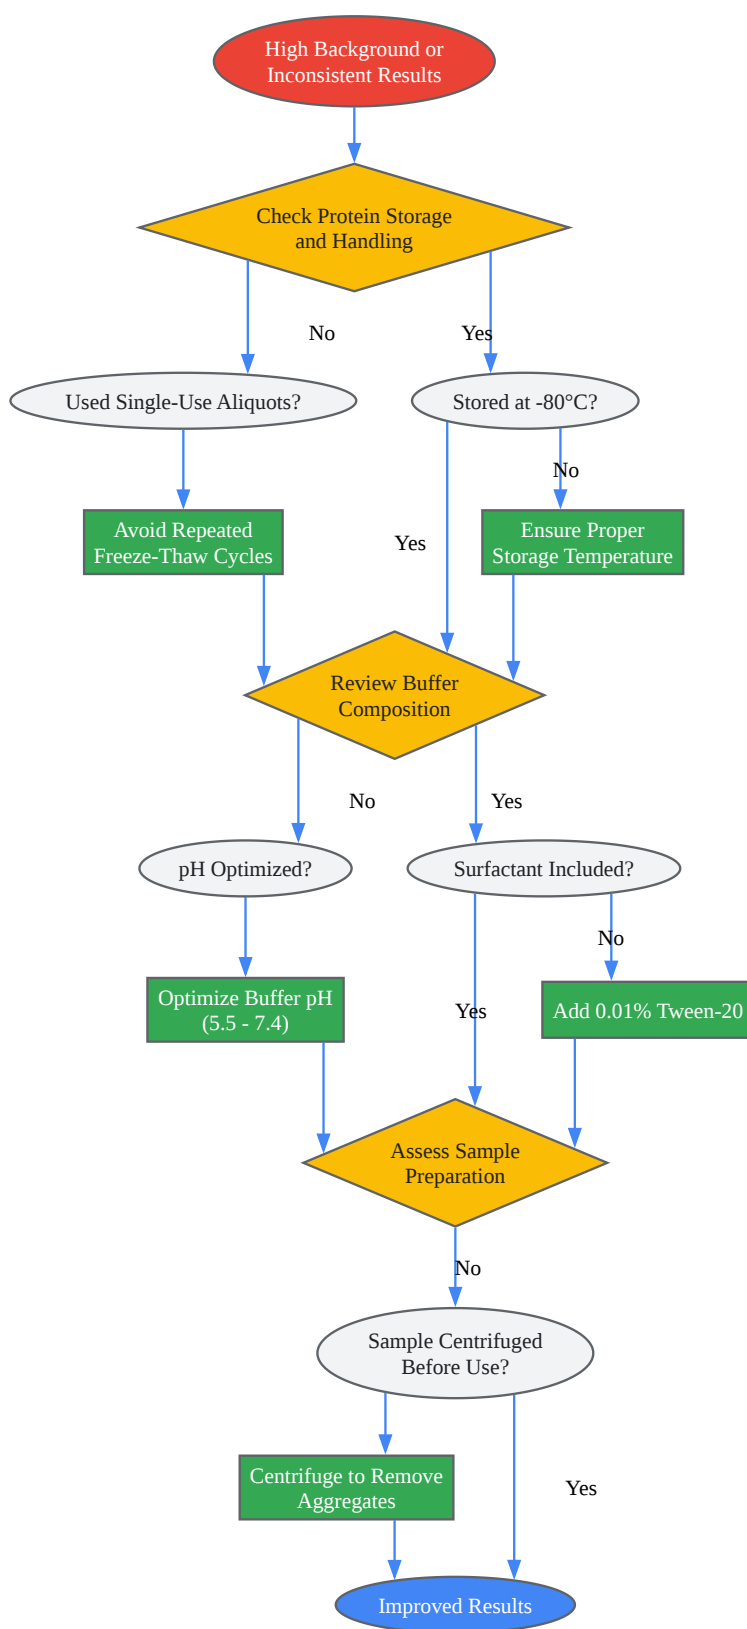 High Background or
Inconsistent Results
Check Protein Storage
and Handling
No
Yes
Used Single-Use Aliquots?
Stored at -80°C?
No
Avoid Repeated
Freeze-Thaw Cycles
Yes
Ensure Proper
Storage Temperature
Review Buffer
Composition
No
Yes
pH Optimized?
Surfactant Included?
No
Optimize Buffer pH
(5.5 - 7.4)
Yes
Add 0.01% Tween-20
Assess Sample
Preparation
No
Sample Centrifuged
Before Use?
Centrifuge to Remove
Aggregates
Yes
Improved Results